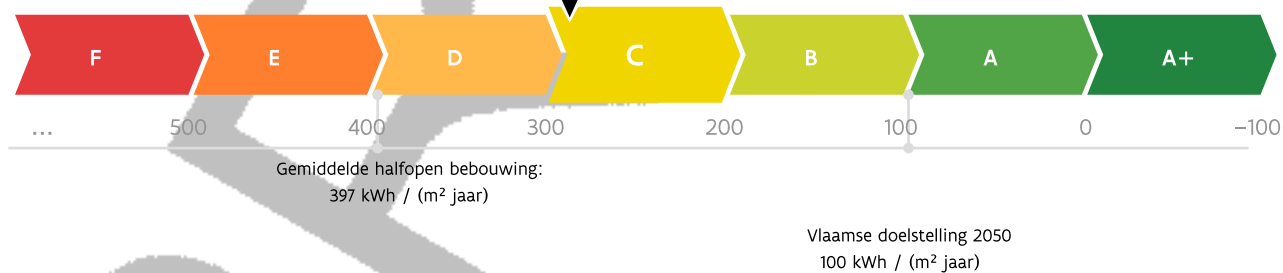 F E D C B A A+
... 500 400 300 200 100 0 −100
Gemiddelde halfopen bebouwing:
397 kWh / (m² jaar)
Vlaamse doelstelling 2050
100 kWh / (m² jaar)